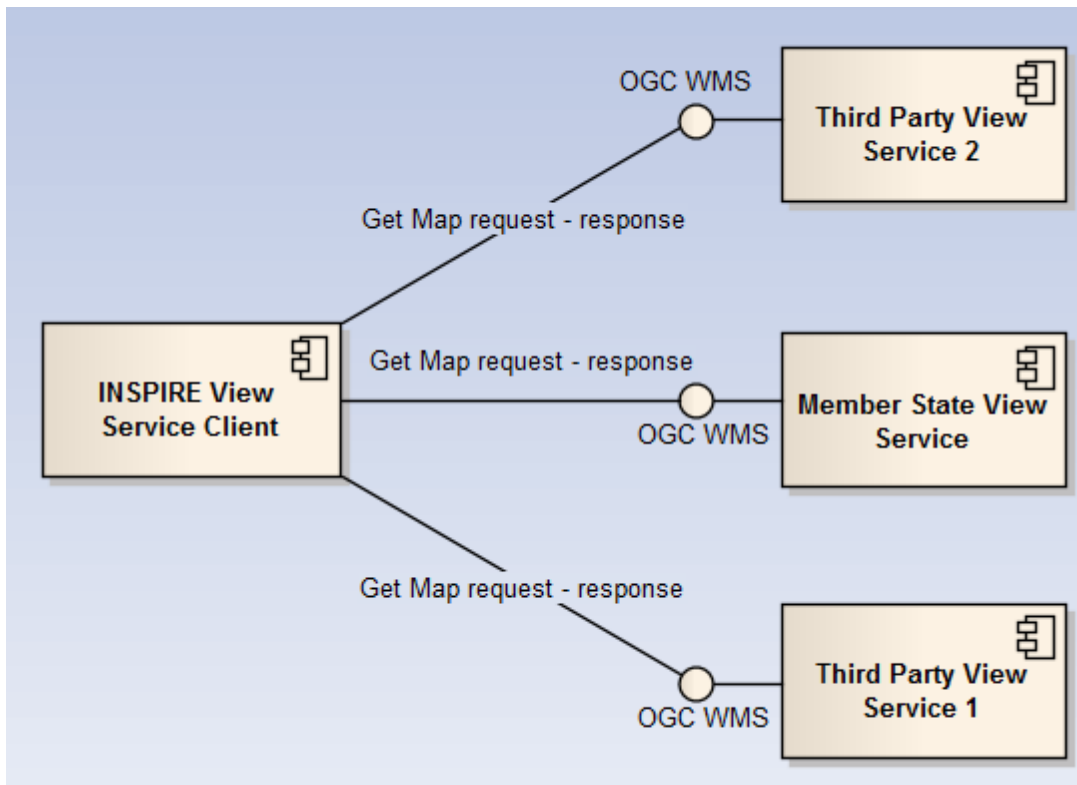 OGC WMS
Third Party View
Service 2
Get Map request - response
INSPIRE View
Service Client
Get Map request - response
OGC WMS
Member State View
Service
Get Map request - response
OGC WMS
Third Party View
Service 1